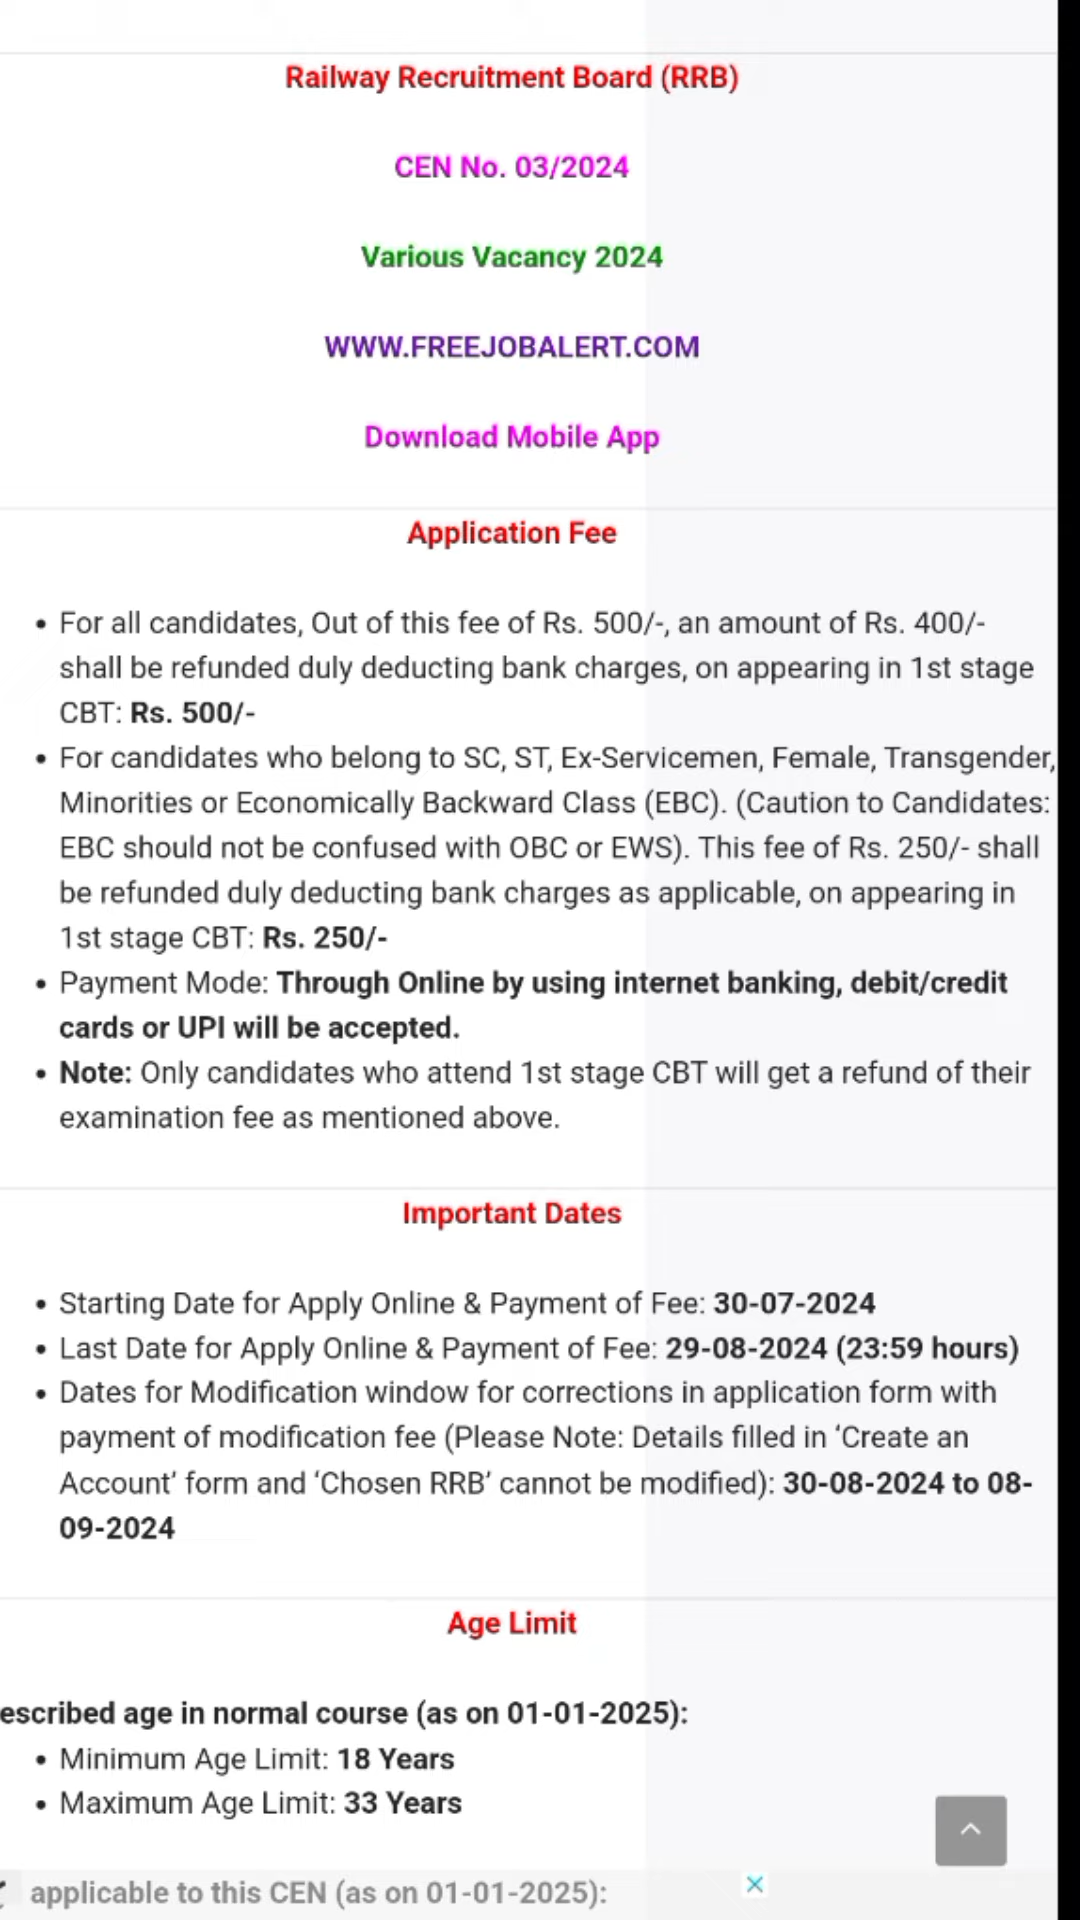 Railway Recruitment Board (RRB)
CEN No. 03/2024
Various Vacancy 2024
WWW.FREEJOBALERT.COM
Download Mobile App
Application Fee
• For all candidates, Out of this fee of Rs. 500/-, an amount of Rs. 400/-
shall be refunded duly deducting bank charges, on appearing in 1st stage
CBT: Rs. 500/-
• For candidates who belong to SC, ST, Ex-Servicemen, Female, Transgender,
Minorities or Economically Backward Class (EBC). (Caution to Candidates:
EBC should not be confused with OBC or EWS). This fee of Rs. 250/- shall
be refunded duly deducting bank charges as applicable, on appearing in
1st stage CBT: Rs. 250/-
• Payment Mode: Through Online by using internet banking, debit/credit
cards or UPI will be accepted.
• Note: Only candidates who attend 1st stage CBT will get a refund of their
examination fee as mentioned above.
Important Dates
• Starting Date for Apply Online & Payment of Fee: 30-07-2024
• Last Date for Apply Online & Payment of Fee: 29-08-2024 (23:59 hours)
• Dates for Modification window for corrections in application form with
payment of modification fee (Please Note: Details filled in ‘Create an
Account’ form and ‘Chosen RRB’ cannot be modified): 30-08-2024 to 08-
09-2024
Age Limit
escribed age in normal course (as on 01-01-2025):
• Minimum Age Limit: 18 Years
• Maximum Age Limit: 33 Years
applicable to this CEN (as on 01-01-2025):